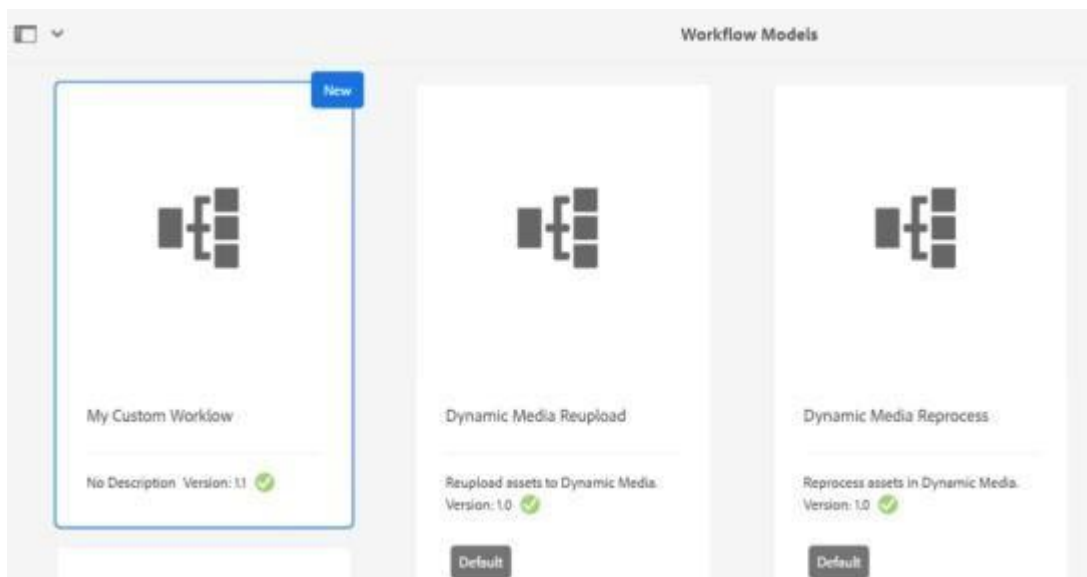 Workflow Models
New
My Custom Worklow
No Description Version: 1.1
Dynamic Media Reupload
Reupload assets to Dynamic Media.
Version: 1.0
Default
Dynamic Media Reprocess
Reprocess assets in Dynamic Media.
Version: 1.0
Default